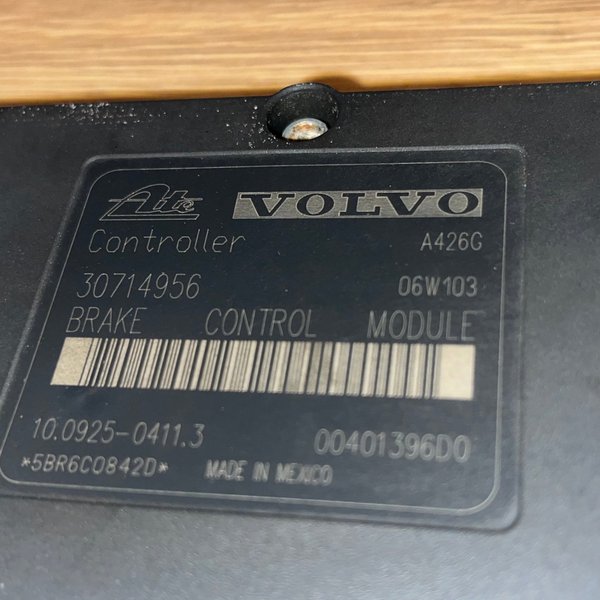 Ate VOLVO
Controller A426G
30714956 06W103
BRAKE CONTROL MODULE
10.0925-0411.3 00401396D0
*5BR6C0842D* MADE IN MEXICO